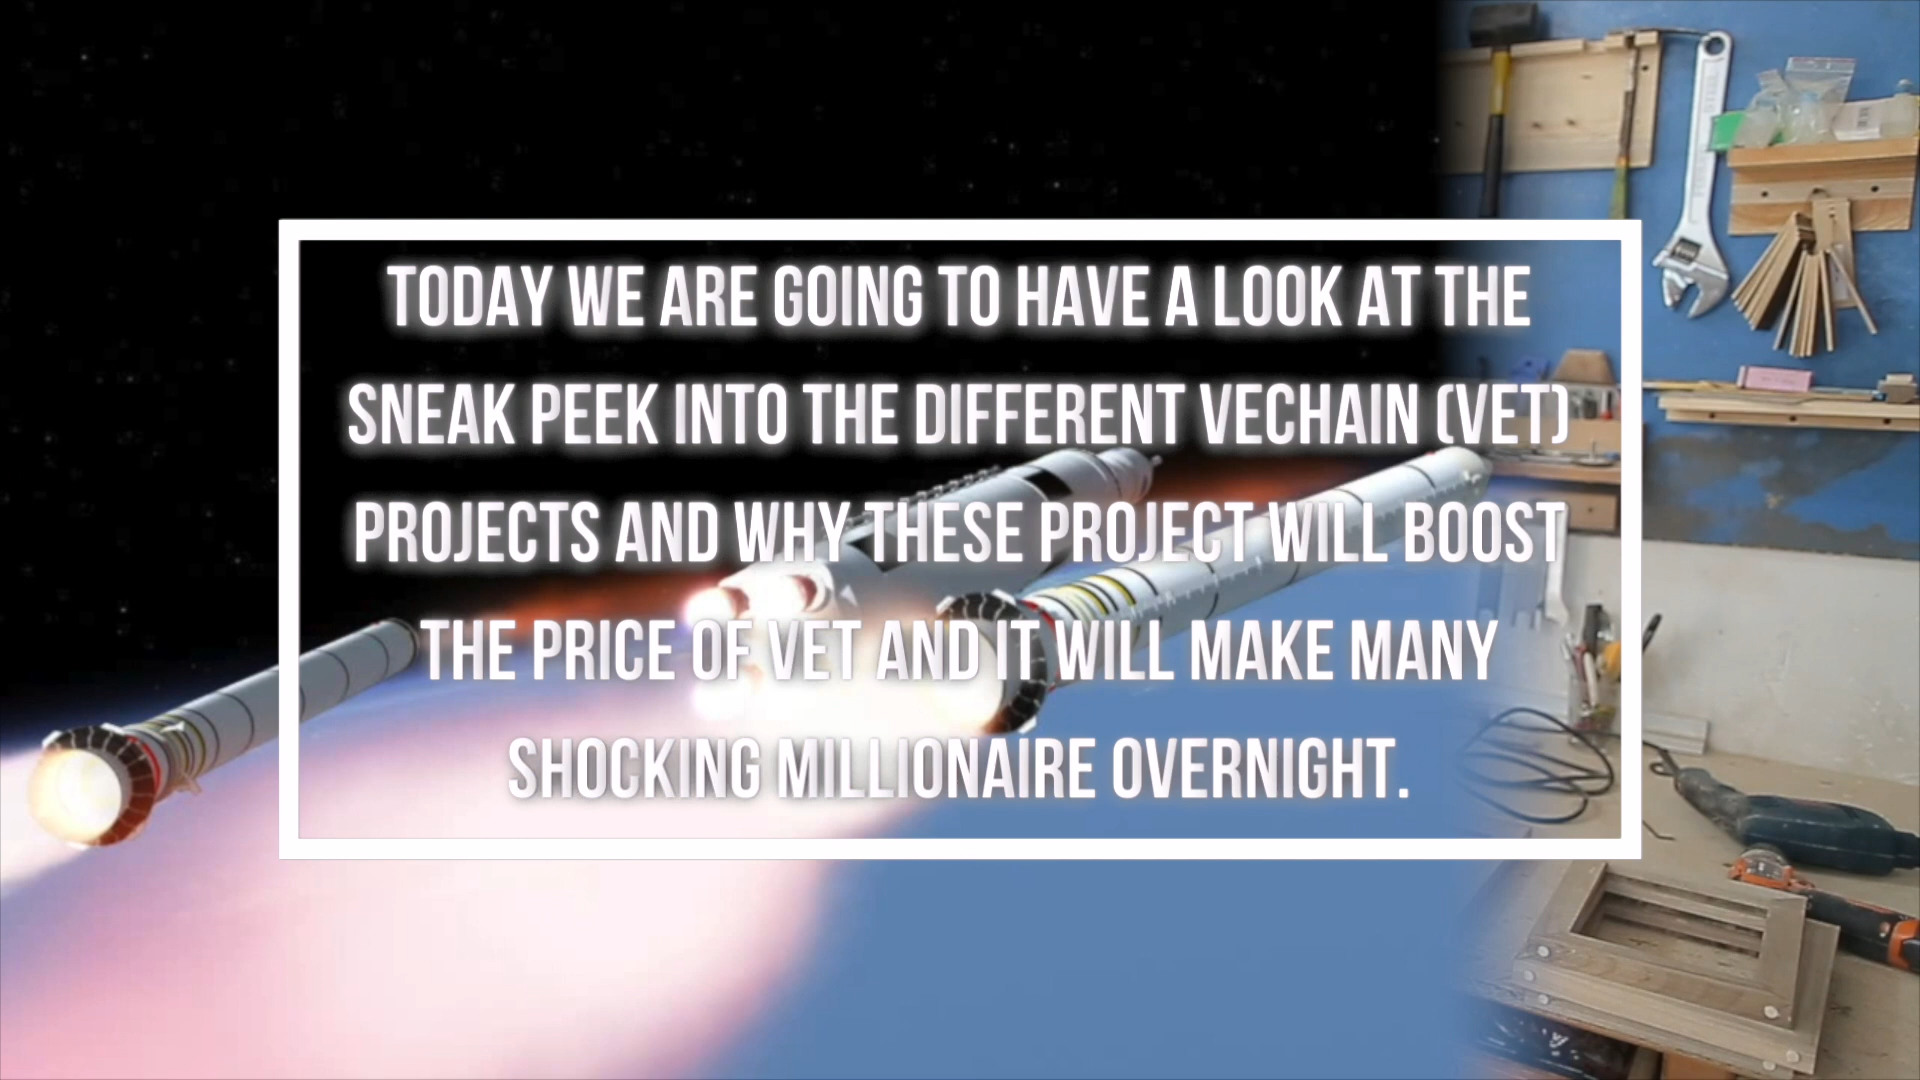 TODAY WE ARE GOING TO HAVE A LOOK AT THE
SNEAK PEEK INTO THE DIFFERENT VECHAIN (VET)
PROJECTS AND WHY THESE PROJECT WILL BOOST
THE PRICE OF VET AND IT WILL MAKE MANY
SHOCKING MILLIONAIRE OVERNIGHT.